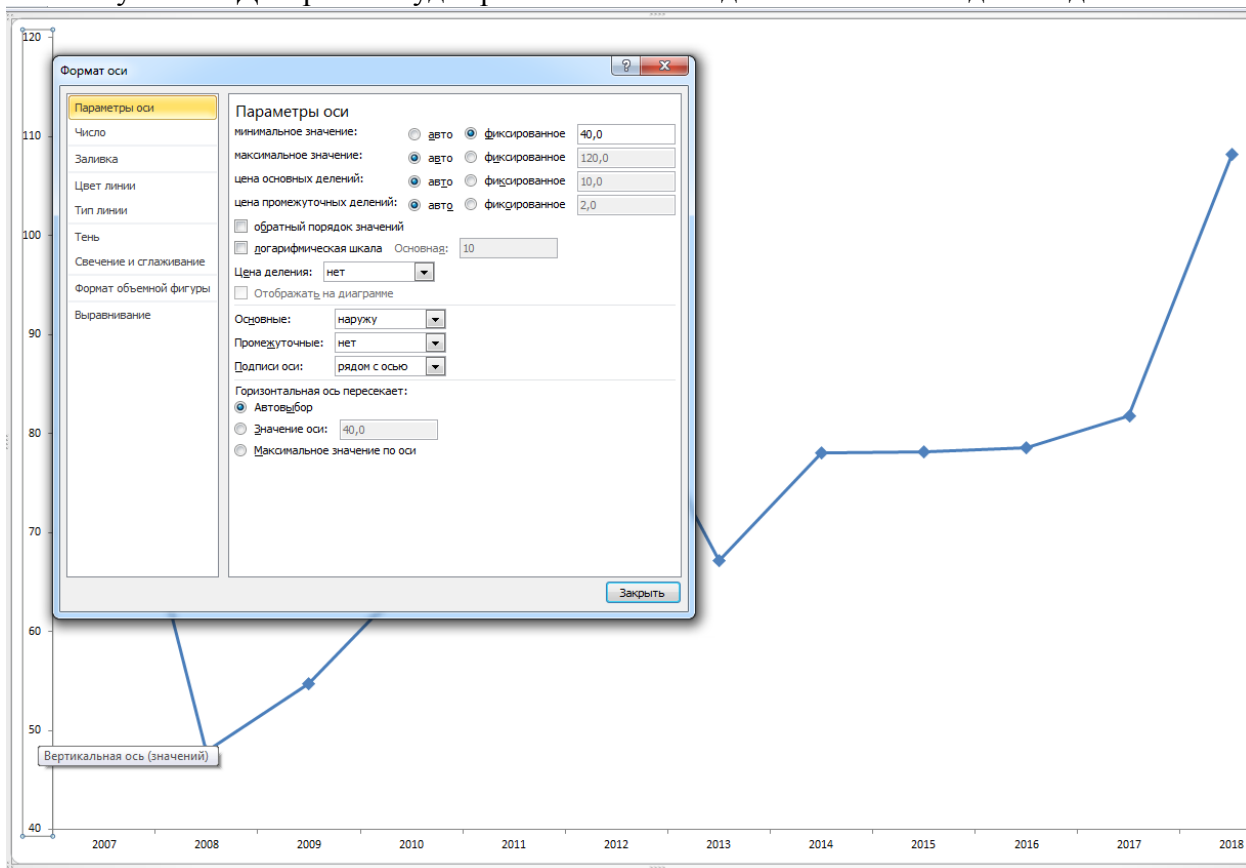 120
Формат оси
Параметры оси
Число
Заливка
Цвет линии
Тип линии
Тень
Свечение и сглаживание
Формат объемной фигуры
Выравнивание
Параметры оси
минимальное значение: авто фиксированное 40,0
максимальное значение: авто фиксированное 120,0
цена основных делений: авто фиксированное 10,0
цена промежуточных делений: авто фиксированное 2,0
обратный порядок значений
логарифмическая шкала Основная: 10
Цена деления: нет
Отображать на диаграмме
Основные: наружу
Промежуточные: нет
Подписи оси: рядом с осью
Горизонтальная ось пересекает:
Автовыбор
Значение оси: 40,0
Максимальное значение по оси
Закрыть
110
100
90
80
70
60
50
Вертикальная ось (значений)
40
2007 2008 2009 2010 2011 2012 2013 2014 2015 2016 2017 2018